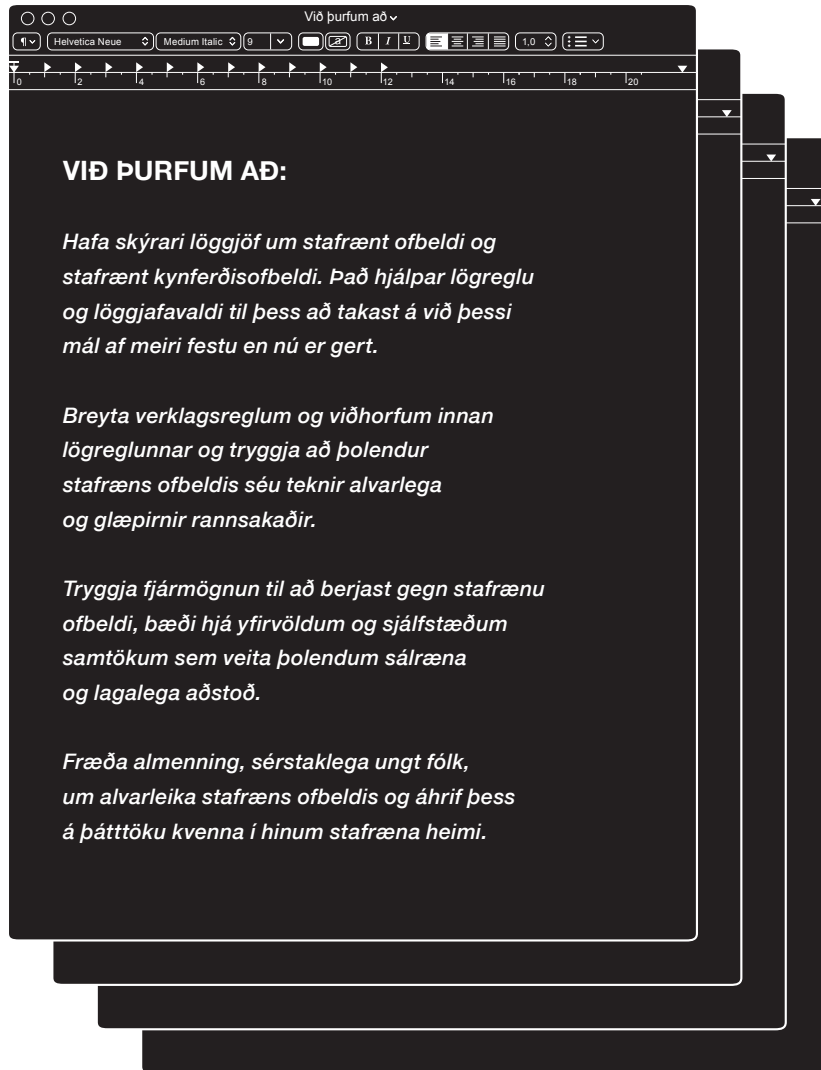 Við þurfum að
¶ Helvetica Neue Medium Italic 9 a B I U 1,0
0 2 4 6 8 10 12 14 16 18 20
VIÐ ÞURFUM AÐ:
Hafa skýrari löggjöf um stafrænt ofbeldi og
stafrænt kynferðisofbeldi. Það hjálpar lögreglu
og löggjafavaldi til þess að takast á við þessi
mál af meiri festu en nú er gert.
Breyta verklagsreglum og viðhorfum innan
lögreglunnar og tryggja að þolendur
stafræns ofbeldis séu teknir alvarlega
og glæpirnir rannsakaðir.
Tryggja fjármögnun til að berjast gegn stafrænu
ofbeldi, bæði hjá yfirvöldum og sjálfstæðum
samtökum sem veita þolendum sálræna
og lagalega aðstoð.
Fræða almenning, sérstaklega ungt fólk,
um alvarleika stafræns ofbeldis og áhrif þess
á þátttöku kvenna í hinum stafræna heimi.